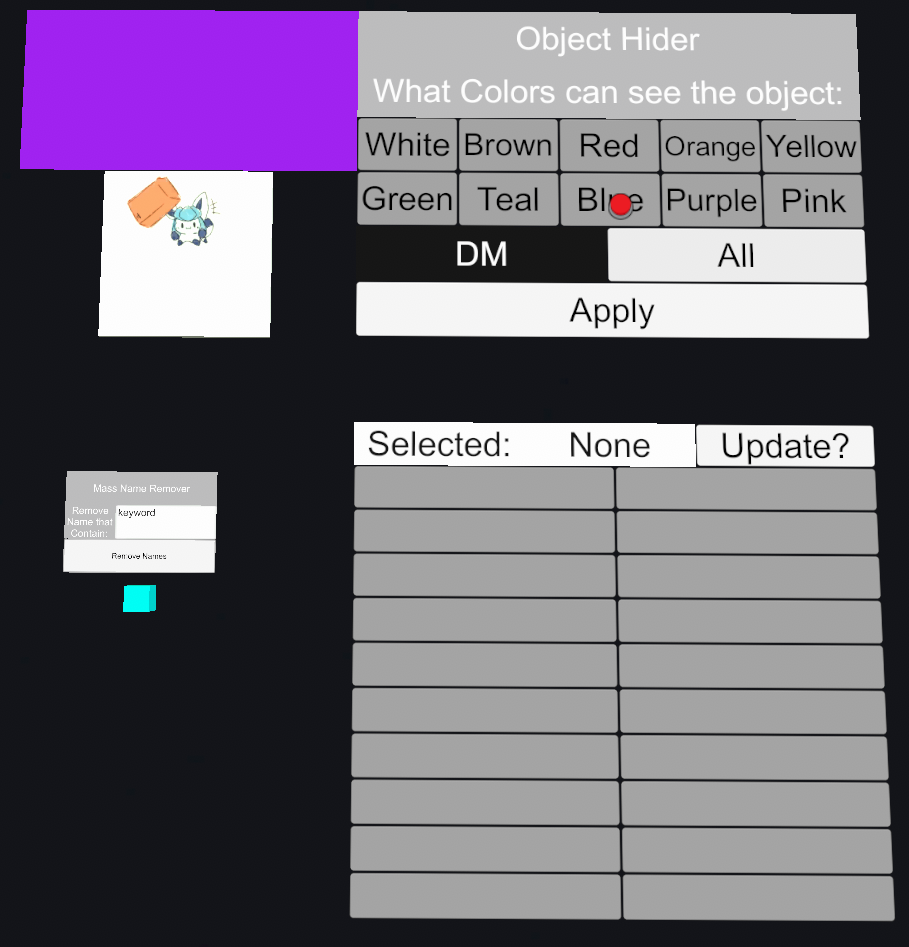 Object Hider
What Colors can see the object:
White Brown Red Orange Yellow
Green Teal Blue Purple Pink
DM All
Apply
Selected: None Update?
Mass Name Remover
Remove
Name that
Contain:
keyword
Remove Names